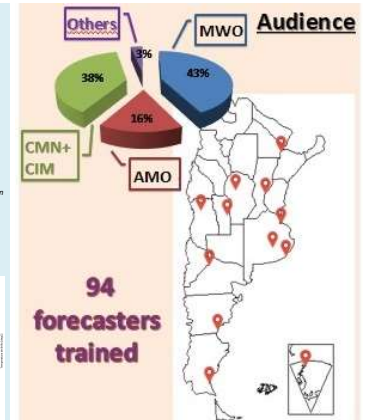 Others
MWO
Audience
3%
38%
43%
16%
CMN+
CIM
AMO
94
forecasters
trained